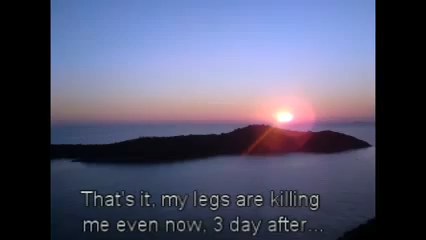 That's it, my legs are killing
me even now, 3 day after...